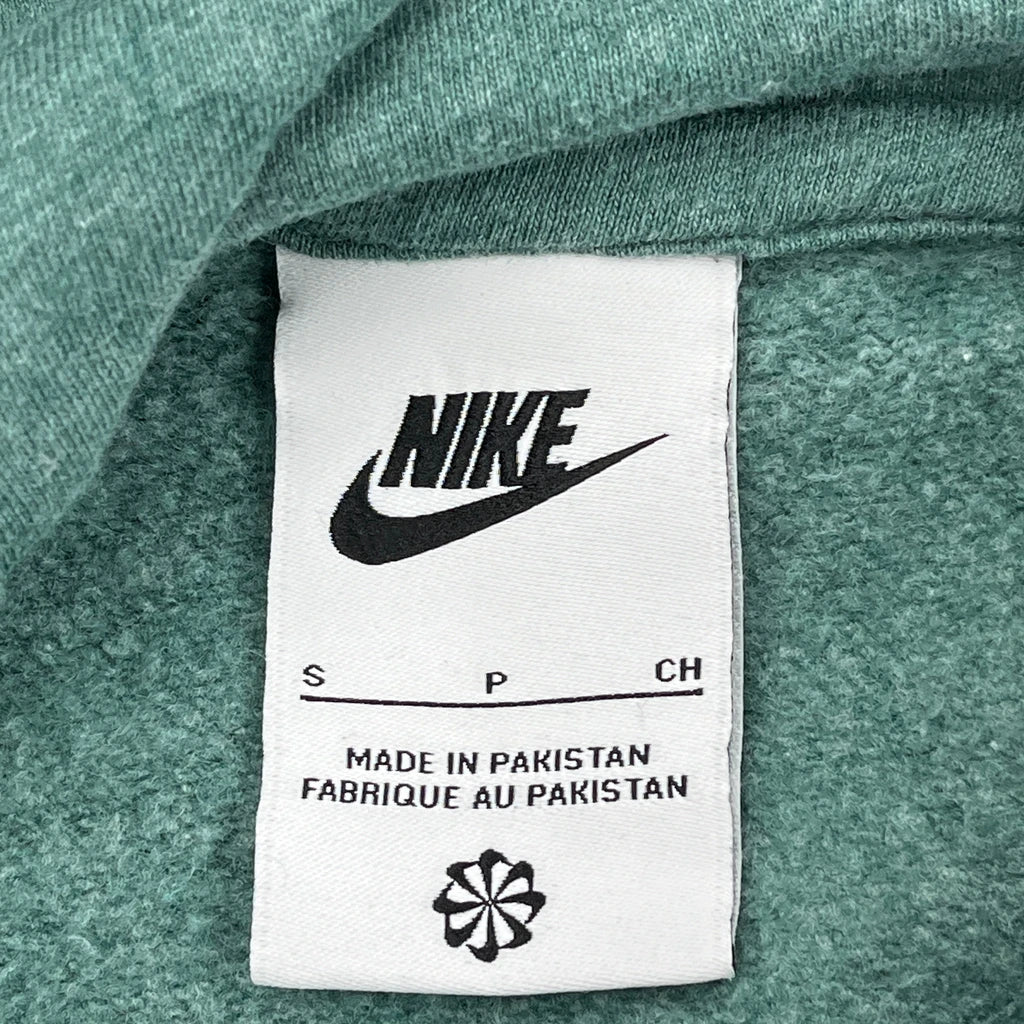 NIKE
S P CH
MADE IN PAKISTAN
FABRIQUE AU PAKISTAN